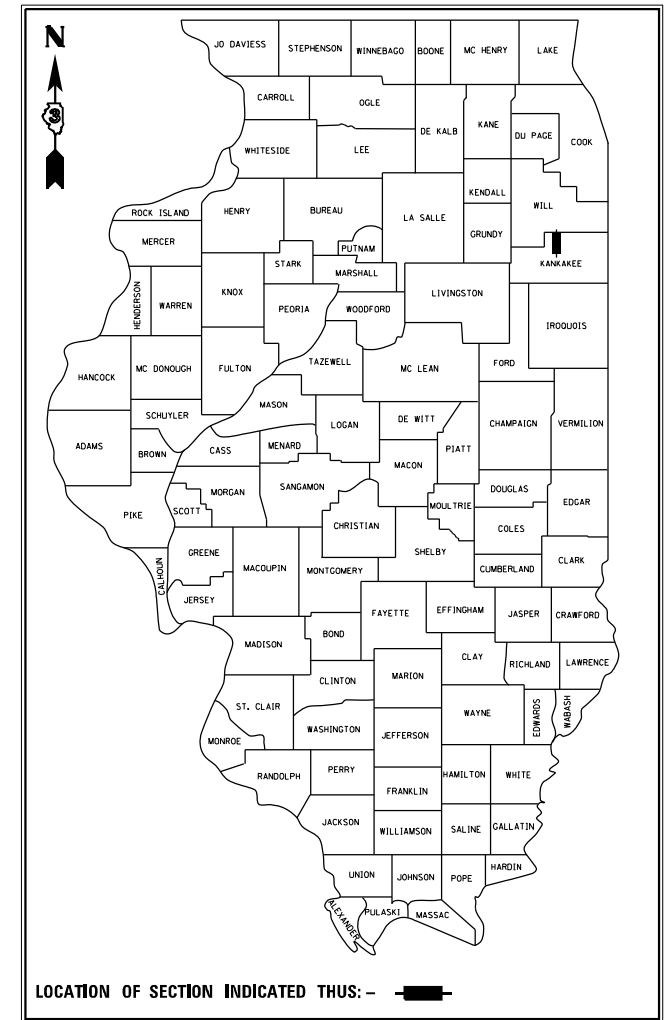 N
JO DAVIESS STEPHENSON WINNEBAGO BOONE MC HENRY LAKE
3
CARROLL OGLE DE KALB KANE DU PAGE COOK
WHITESIDE LEE
KENDALL WILL
ROCK ISLAND HENRY BUREAU LA SALLE
MERCER PUTNAM GRUNDY
STARK MARSHALL KANKAKEE
HENDERSON WARREN KNOX PEORIA WOODFORD LIVINGSTON IROQUOIS
HANCOCK MC DONOUGH FULTON TAZEWELL MC LEAN FORD
SCHUYLER MASON LOGAN DE WITT CHAMPAIGN VERMILION
ADAMS BROWN CASS MENARD PIATT
MACON
MORGAN SANGAMON DOUGLAS EDGAR
PIKE SCOTT CHRISTIAN MOULTRIE
COLES
GREENE MACOUPIN MONTGOMERY SHELBY CUMBERLAND CLARK
CALHOUN JERSEY
FAYETTE EFFINGHAM JASPER CRAWFORD
MADISON BOND
CLAY RICHLAND LAWRENCE
CLINTON MARION
ST. CLAIR WAYNE EDWARDS WABASH
WASHINGTON JEFFERSON
MONROE
RANDOLPH PERRY HAMILTON WHITE
FRANKLIN
JACKSON WILLIAMSON SALINE GALLATIN
HARDIN
UNION JOHNSON POPE
ALEXANDER PULASKI MASSAC
LOCATION OF SECTION INDICATED THUS: –